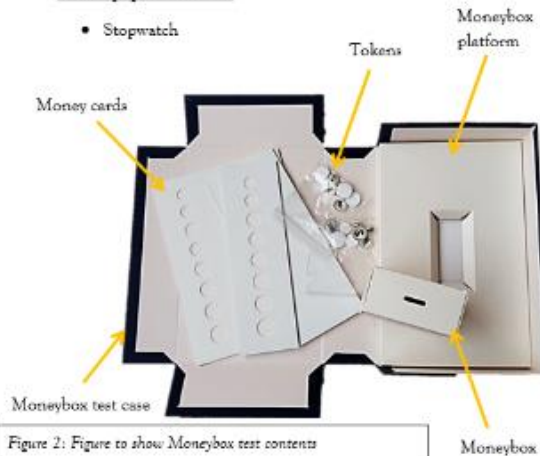 Stopwatch
Moneybox
platform
Tokens
Money cards
Moneybox test case
Figure 2: Figure to show Moneybox test contents
Moneybox